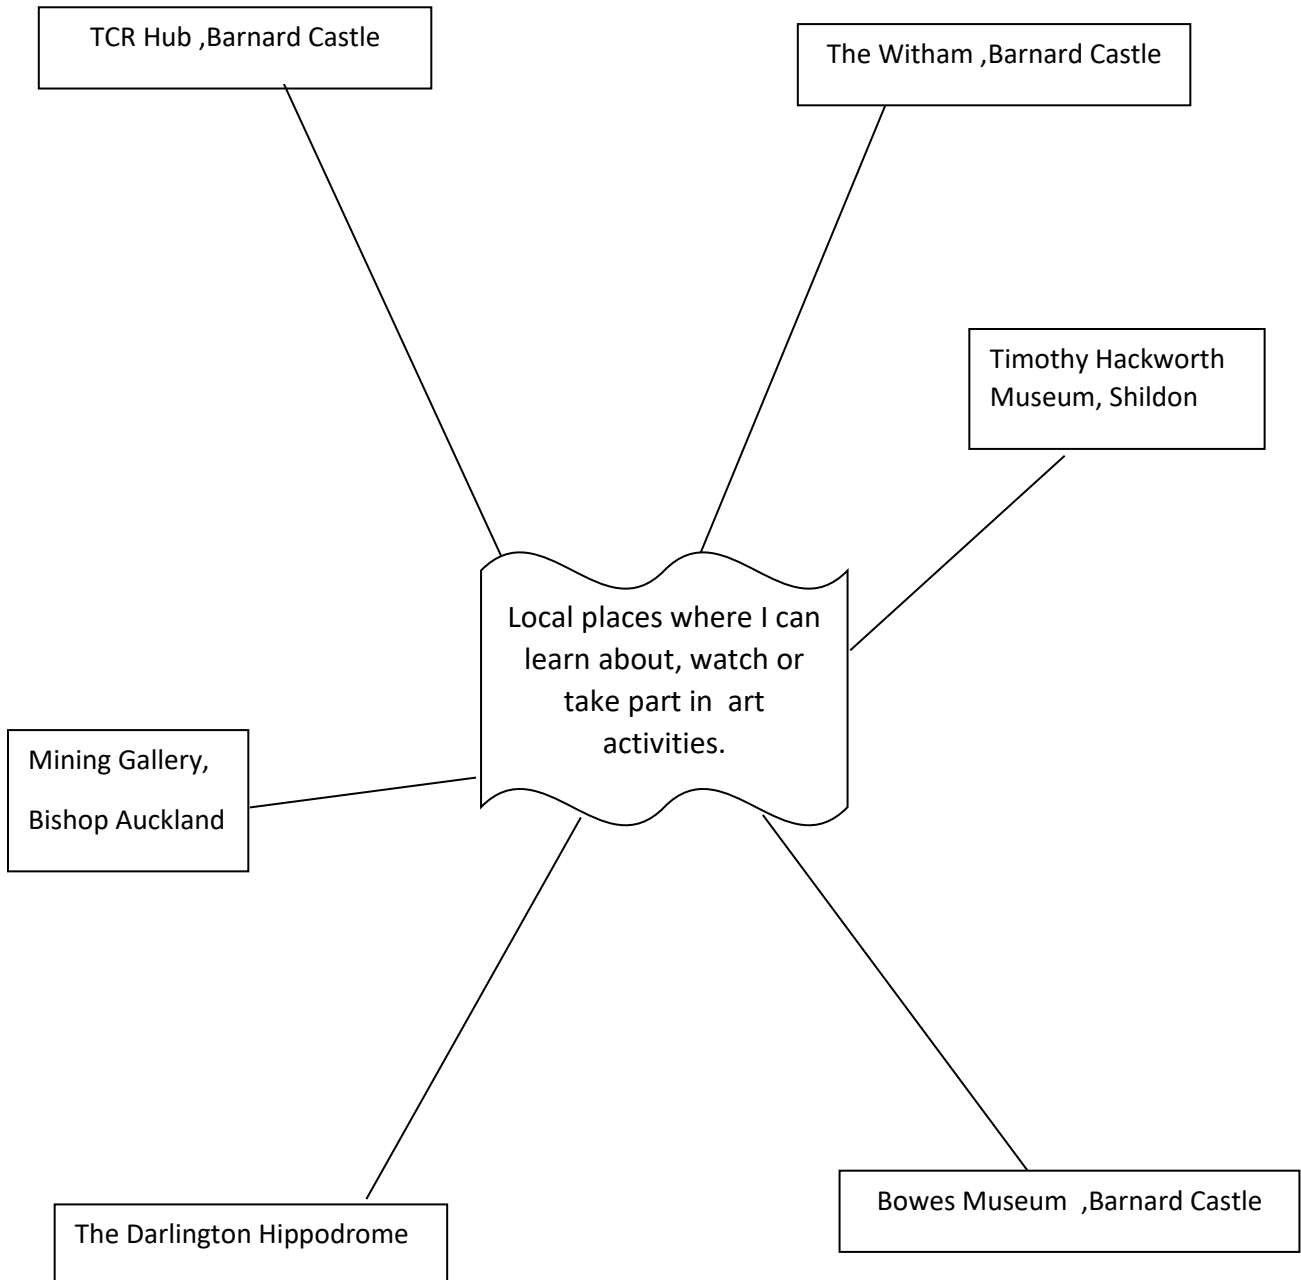 TCR Hub ,Barnard Castle
The Witham ,Barnard Castle
Timothy Hackworth
Museum, Shildon
Local places where I can
learn about, watch or
take part in  art
activities.
Mining Gallery,
Bishop Auckland
Bowes Museum  ,Barnard Castle
The Darlington Hippodrome